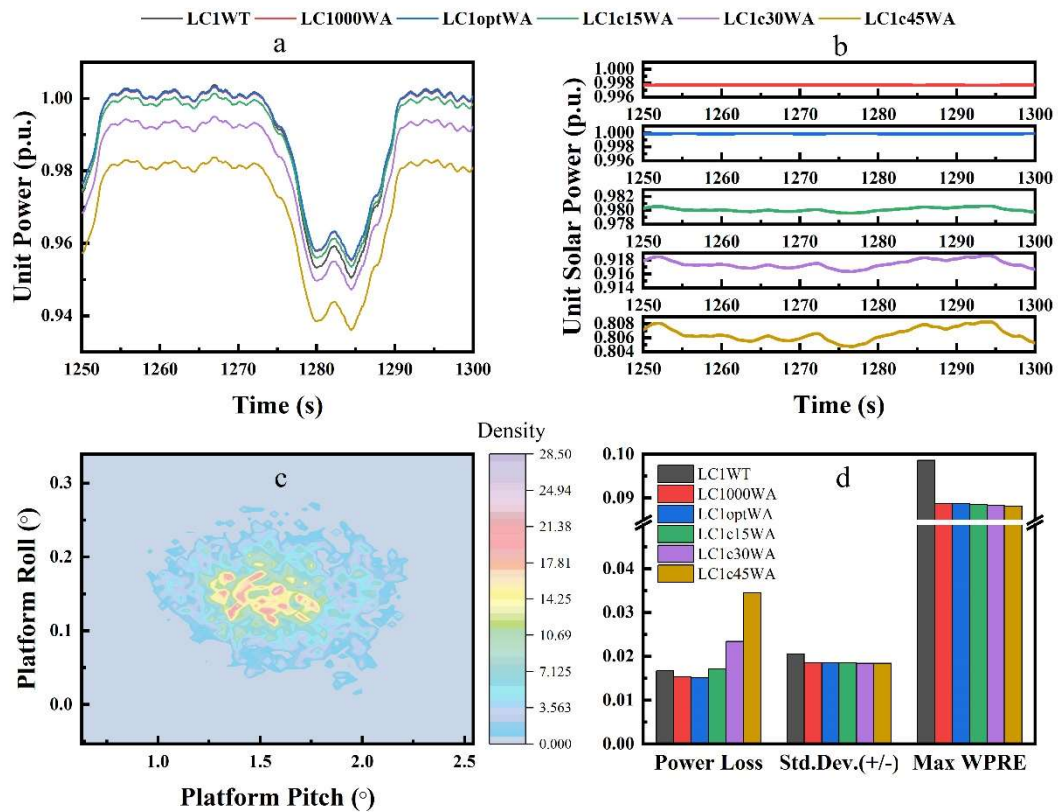 LC1WT LC1000WA LC1optWA LC1c15WA LC1c30WA LC1c45WA
a
Unit Power (p.u.)
1.00
0.98
0.96
0.94
1250 1260 1270 1280 1290 1300
Time (s)
b
Unit Solar Power (p.u.)
1.000
0.998
0.996
1250 1260 1270 1280 1290 1300
1.000
0.998
0.996
1250 1260 1270 1280 1290 1300
0.982
0.980
0.978
1250 1260 1270 1280 1290 1300
0.918
0.916
0.914
1250 1260 1270 1280 1290 1300
0.808
0.806
0.804
1250 1260 1270 1280 1290 1300
Time (s)
c
Platform Roll (°)
0.3
0.2
0.1
0.0
1.0 1.5 2.0 2.5
Platform Pitch (°)
Density
28.50
24.94
21.38
17.81
14.25
10.69
7.125
3.563
0.000
d
0.10
0.09
0.04
0.03
0.02
0.01
0.00
LC1WT
LC1000WA
LC1optWA
LC1c15WA
LC1c30WA
LC1c45WA
Power Loss Std.Dev.(+/-) Max WPRE